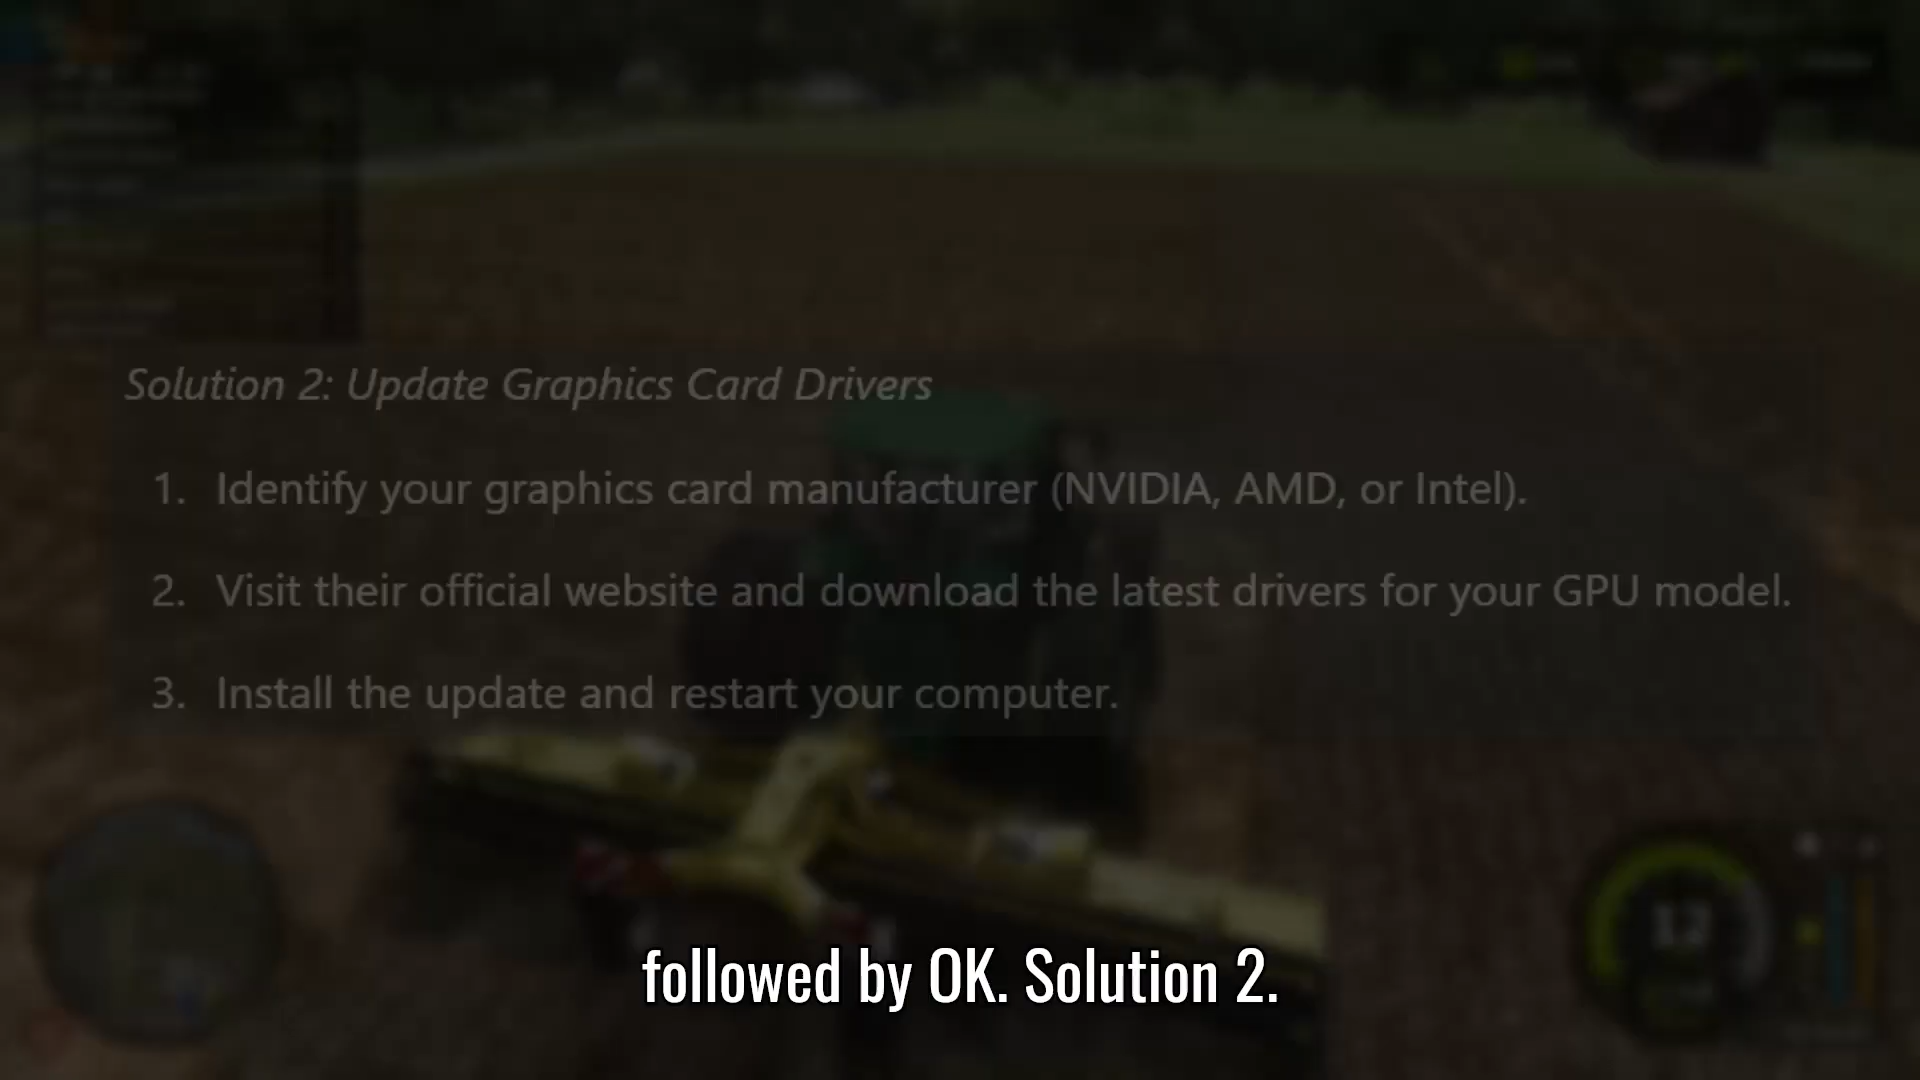 Solution 2: Update Graphics Card Drivers
1. Identify your graphics card manufacturer (NVIDIA, AMD, or Intel).
2. Visit their official website and download the latest drivers for your GPU model.
3. Install the update and restart your computer.
12
followed by OK. Solution 2.